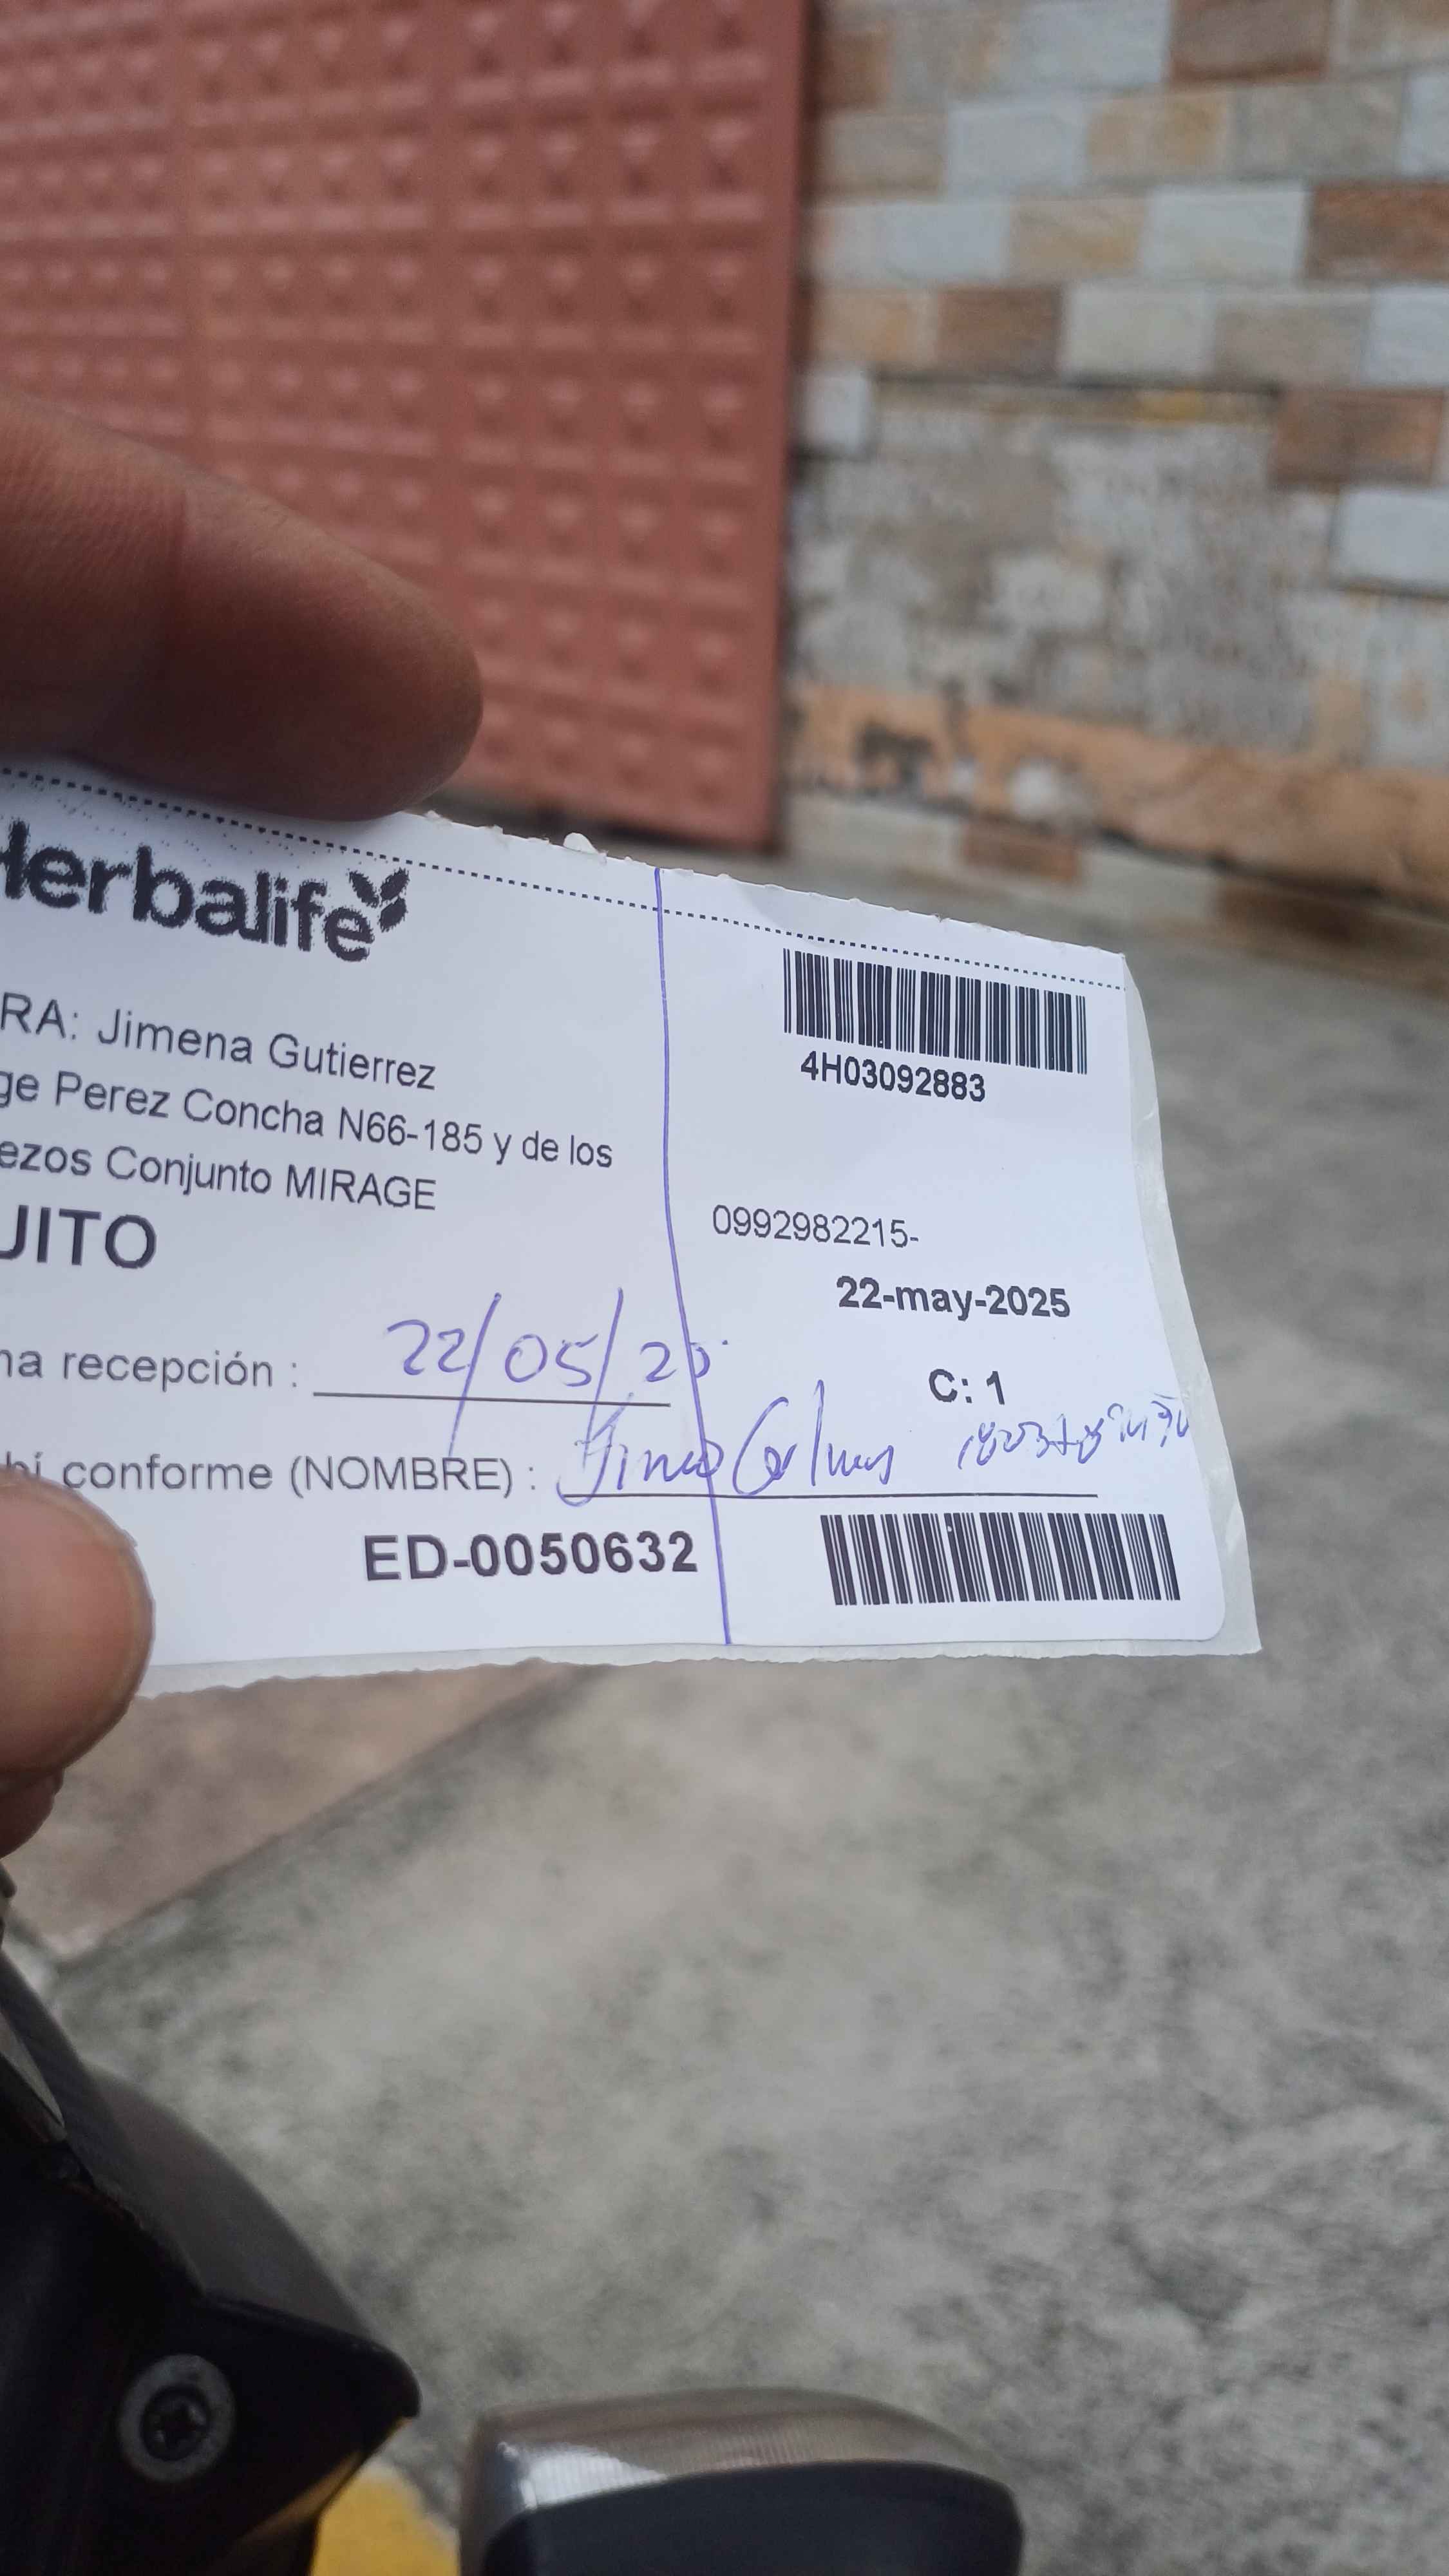 Herbalife
RA: Jimena Gutierrez
ge Perez Concha N66-185 y de los
ezos Conjunto MIRAGE
UITO
na recepción : 22/05/25
bí conforme (NOMBRE) :
ED-0050632
4H03092883
0992982215-
22-may-2025
C: 1